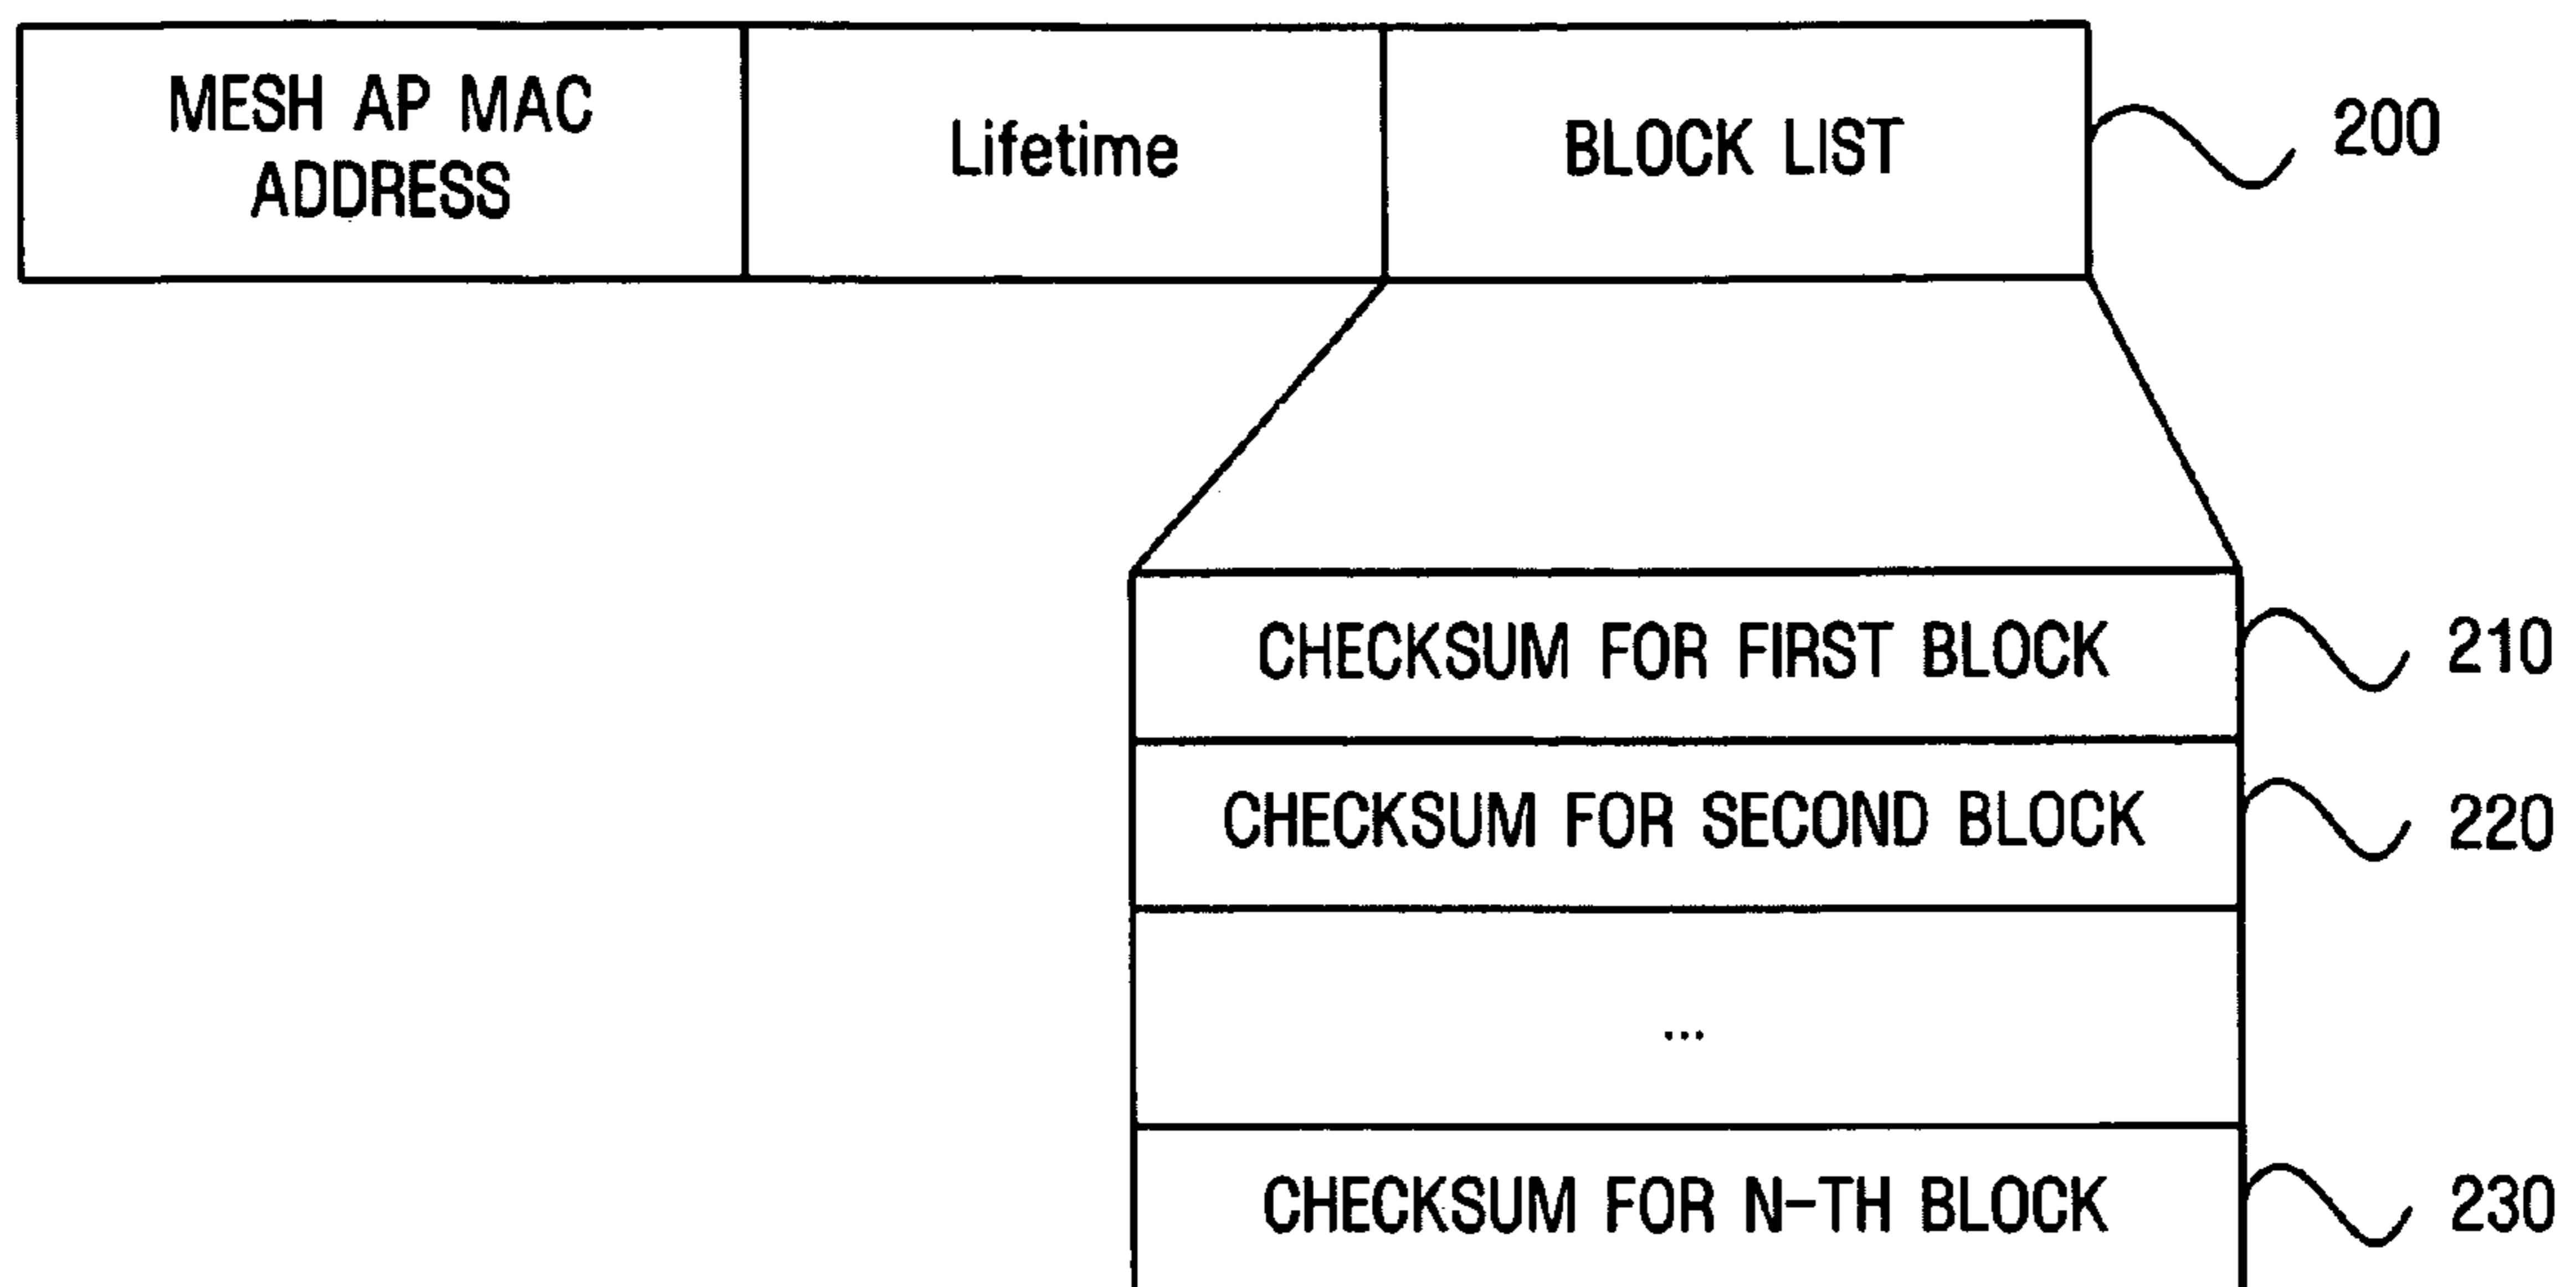 MESH AP MAC
ADDRESS
Lifetime
BLOCK LIST
200
CHECKSUM FOR FIRST BLOCK
210
CHECKSUM FOR SECOND BLOCK
220
...
CHECKSUM FOR N-TH BLOCK
230